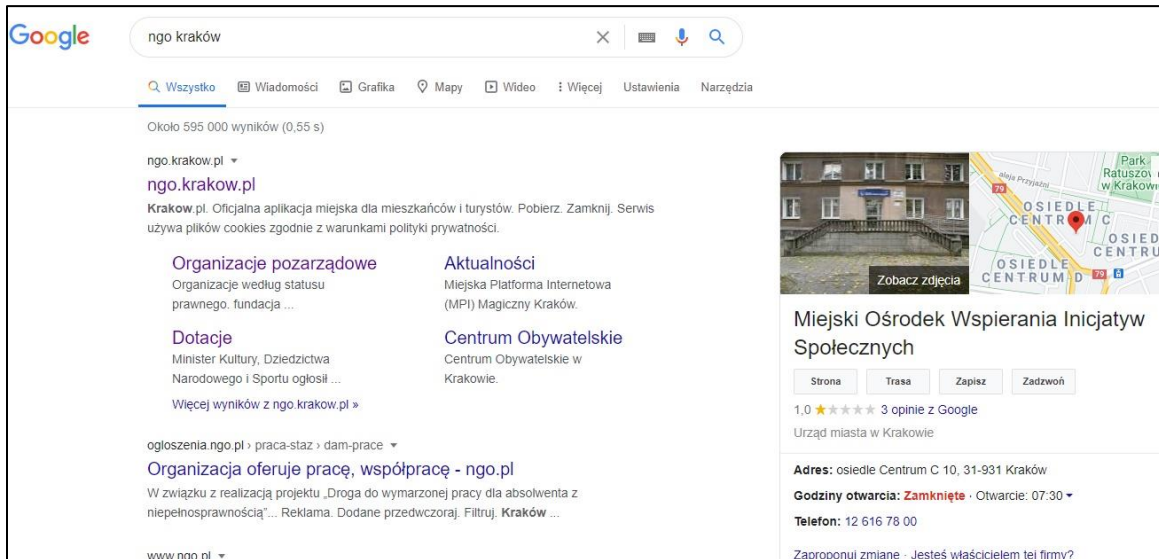 Google
ngo kraków
Wszystko Wiadomości Grafika Mapy Wideo Więcej Ustawienia Narzędzia
Około 595 000 wyników (0,55 s)
ngo.krakow.pl
ngo.krakow.pl
Krakow.pl. Oficjalna aplikacja miejska dla mieszkańców i turystów. Pobierz. Zamknij. Serwis
używa plików cookies zgodnie z warunkami polityki prywatności.
Organizacje pozarządowe
Organizacje według statusu
prawnego. fundacja ...
Aktualności
Miejska Platforma Internetowa
(MPI) Magiczny Kraków.
Dotacje
Minister Kultury, Dziedzictwa
Narodowego i Sportu ogłosił ...
Centrum Obywatelskie
Centrum Obywatelskie w
Krakowie.
Więcej wyników z ngo.krakow.pl »
ogloszenia.ngo.pl › praca-staz › dam-prace
Organizacja oferuje pracę, współpracę - ngo.pl
W związku z realizacją projektu „Droga do wymarzonej pracy dla absolwenta z
niepełnosprawnością"... Reklama. Dodane przedwczoraj. Filtruj. Kraków ...
www.ngo.pl
Zobacz zdjęcia
aleja Przyjaźni
Park
Ratuszow
w Krakowie
79
OSIEDLE
CENTRUM C
OSIED
CENTRU
OSIEDLE
CENTRUM D
79
Miejski Ośrodek Wspierania Inicjatyw
Społecznych
Strona Trasa Zapisz Zadzwoń
1,0 3 opinie z Google
Urząd miasta w Krakowie
Adres: osiedle Centrum C 10, 31-931 Kraków
Godziny otwarcia: Zamknięte · Otwarcie: 07:30
Telefon: 12 616 78 00
Zaproponuj zmianę · Jesteś właścicielem tej firmy?